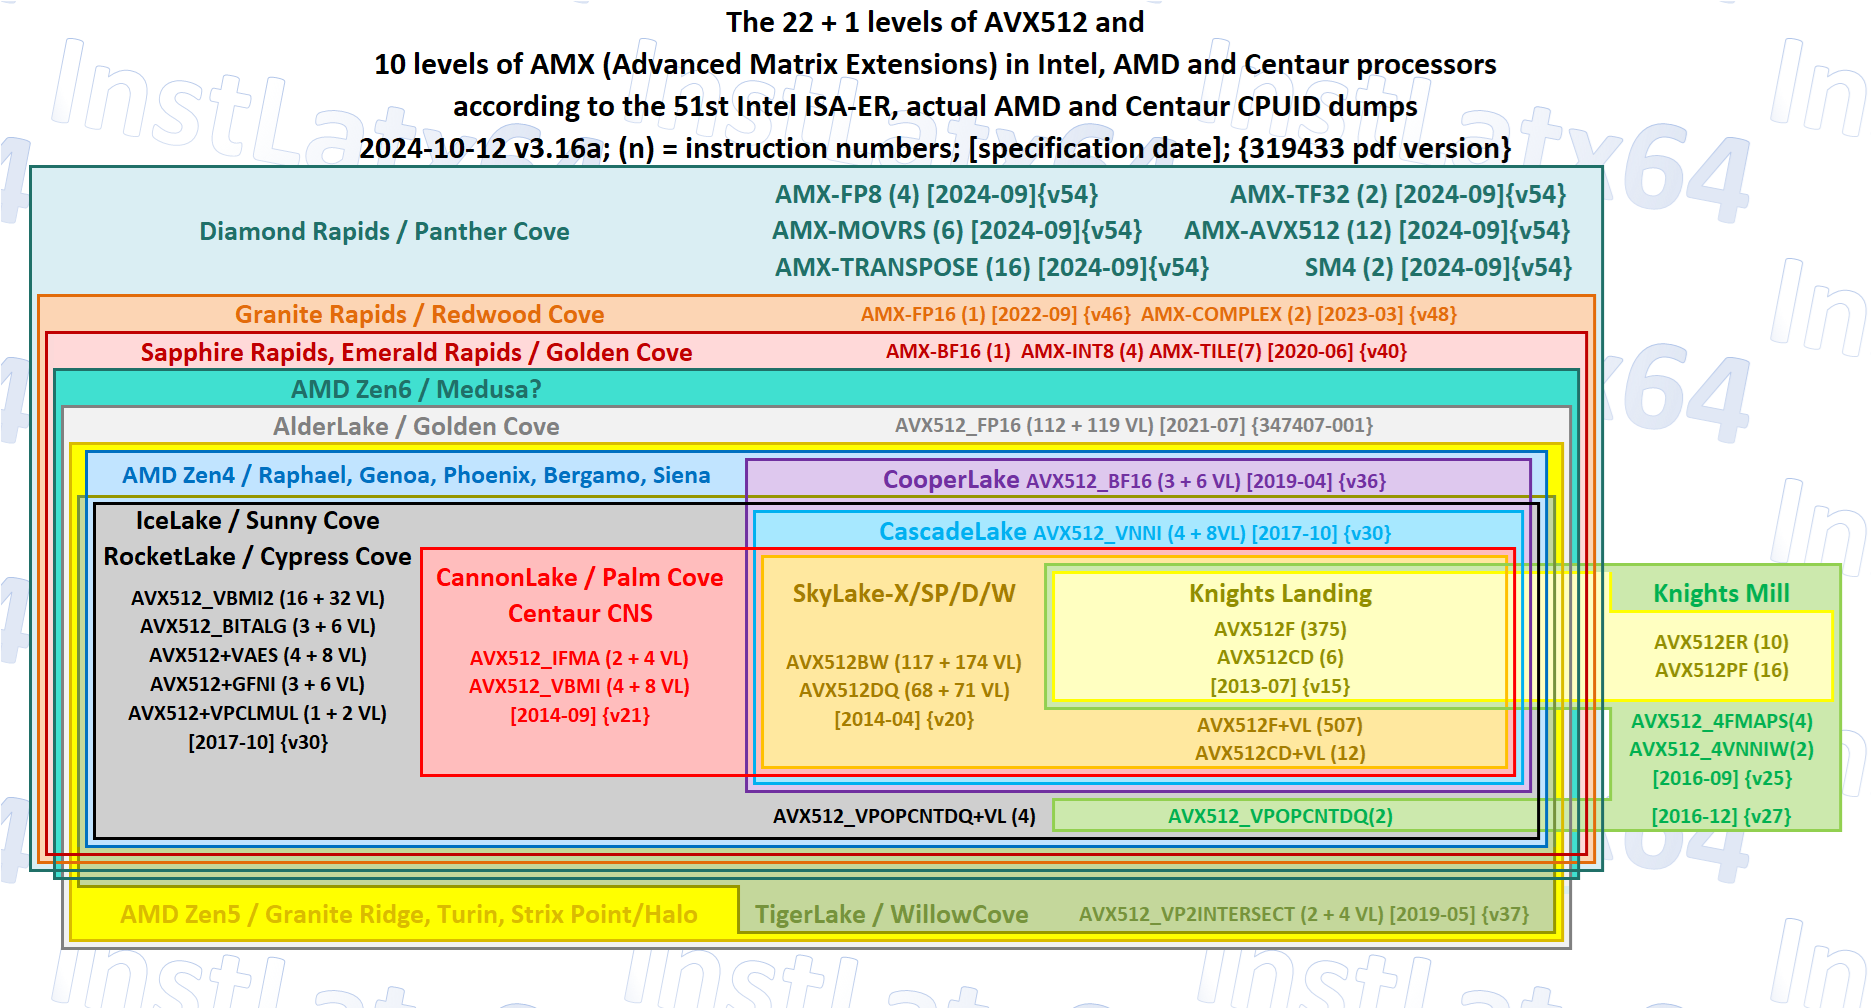 The 22 + 1 levels of AVX512 and
10 levels of AMX (Advanced Matrix Extensions) in Intel, AMD and Centaur processors
according to the 51st Intel ISA-ER, actual AMD and Centaur CPUID dumps
2024-10-12 v3.16a; (n) = instruction numbers; [specification date]; {319433 pdf version}
AMX-FP8 (4) [2024-09]{v54} AMX-TF32 (2) [2024-09]{v54}
Diamond Rapids / Panther Cove AMX-MOVRS (6) [2024-09]{v54} AMX-AVX512 (12) [2024-09]{v54}
AMX-TRANSPOSE (16) [2024-09]{v54} SM4 (2) [2024-09]{v54}
Granite Rapids / Redwood Cove AMX-FP16 (1) [2022-09] {v46} AMX-COMPLEX (2) [2023-03] {v48}
Sapphire Rapids, Emerald Rapids / Golden Cove AMX-BF16 (1) AMX-INT8 (4) AMX-TILE(7) [2020-06] {v40}
AMD Zen6 / Medusa?
AlderLake / Golden Cove AVX512_FP16 (112 + 119 VL) [2021-07] {347407-001}
AMD Zen4 / Raphael, Genoa, Phoenix, Bergamo, Siena
CooperLake AVX512_BF16 (3 + 6 VL) [2019-04] {v36}
IceLake / Sunny Cove
RocketLake / Cypress Cove
AVX512_VBMI2 (16 + 32 VL)
AVX512_BITALG (3 + 6 VL)
AVX512+VAES (4 + 8 VL)
AVX512+GFNI (3 + 6 VL)
AVX512+VPCLMUL (1 + 2 VL)
[2017-10] {v30}
CascadeLake AVX512_VNNI (4 + 8VL) [2017-10] {v30}
CannonLake / Palm Cove
Centaur CNS
AVX512_IFMA (2 + 4 VL)
AVX512_VBMI (4 + 8 VL)
[2014-09] {v21}
SkyLake-X/SP/D/W
AVX512BW (117 + 174 VL)
AVX512DQ (68 + 71 VL)
[2014-04] {v20}
Knights Landing
AVX512F (375)
AVX512CD (6)
[2013-07] {v15}
AVX512F+VL (507)
AVX512CD+VL (12)
Knights Mill
AVX512ER (10)
AVX512PF (16)
AVX512_4FMAPS(4)
AVX512_4VNNIW(2)
[2016-09] {v25}
AVX512_VPOPCNTDQ+VL (4) AVX512_VPOPCNTDQ(2) [2016-12] {v27}
AMD Zen5 / Granite Ridge, Turin, Strix Point/Halo
TigerLake / WillowCove AVX512_VP2INTERSECT (2 + 4 VL) [2019-05] {v37}
InstLatx64